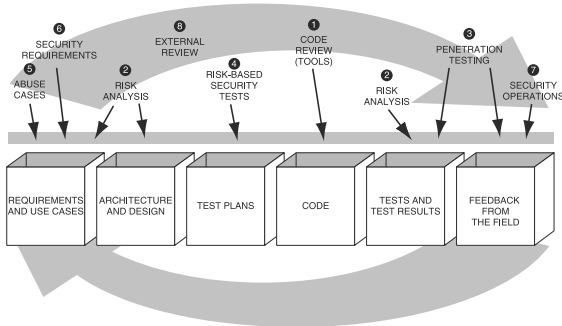 6
SECURITY
REQUIREMENTS
8
EXTERNAL
REVIEW
1
CODE
REVIEW
(TOOLS)
3
PENETRATION
TESTING
5
ABUSE
CASES
2
RISK
ANALYSIS
4
RISK-BASED
SECURITY
TESTS
2
RISK
ANALYSIS
7
SECURITY
OPERATIONS
REQUIREMENTS
AND USE CASES
ARCHITECTURE
AND DESIGN
TEST PLANS
CODE
TESTS AND
TEST RESULTS
FEEDBACK
FROM
THE FIELD